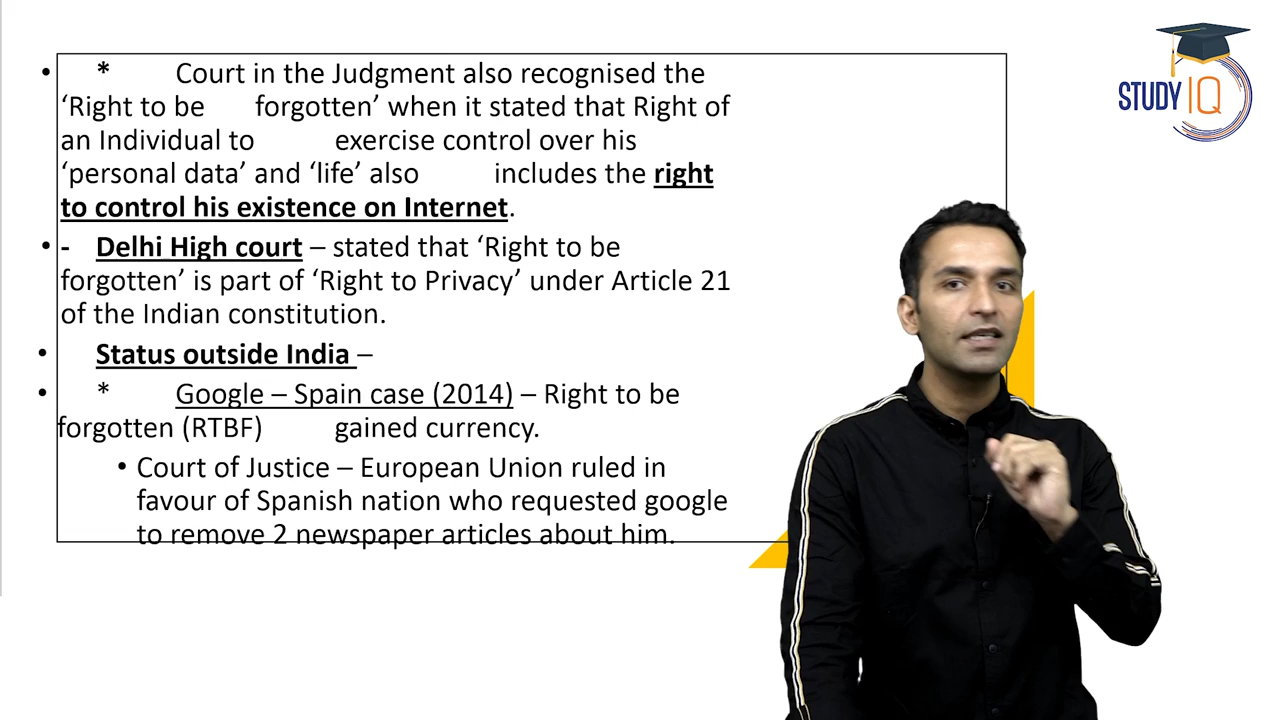 • * Court in the Judgment also recognised the
‘Right to be forgotten’ when it stated that Right of
an Individual to exercise control over his
‘personal data’ and ‘life’ also includes the right
to control his existence on Internet.
• - Delhi High court – stated that ‘Right to be
forgotten’ is part of ‘Right to Privacy’ under Article 21
of the Indian constitution.
• Status outside India –
• * Google – Spain case (2014) – Right to be
forgotten (RTBF) gained currency.
• Court of Justice – European Union ruled in
favour of Spanish nation who requested google
to remove 2 newspaper articles about him.
STUDY IQ